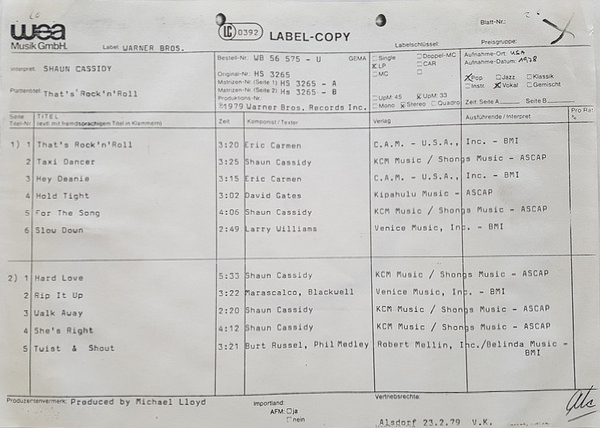 wea
Musik GmbH.
Label: WARNER BROS.
LC 0392
LABEL-COPY
Blatt-Nr.:
Labelschlüssel:
Preisgruppe:
Interpret: SHAUN CASSIDY
Plattentitel: That's'Rock'n'Roll
Bestell-Nr.: WB 56 575 - U GEMA
Original-Nr.: HS 3265
Matrizen-Nr. (Seite 1): HS 3265 - A
Matrizen-Nr. (Seite 2): HS 3265 - B
Produktions-Nr.:
©1979 Warner Bros. Records Inc.
Single Doppel-MC
LP CAR
MC
UpM 45 UpM 33
Mono Stereo Quadro
Aufnahme-Ort: USA
Aufnahme-Datum: 1978
Pop Jazz Klassik
Instr. Vokal Gemischt
Zeit: Seite A Seite B
Seite Titel-Nr. TITEL Zeit Komponist / Texter Verlag Ausführende / Interpret Pro Rata %
1) 1 That's'Rock'n'Roll 3:20 Eric Carmen C.A.M. - U.S.A., Inc. - BMI
2 Taxi Dancer 3:25 Shaun Cassidy KCM Music / Shongs Music - ASCAP
3 Hey Deanie 3:15 Eric Carmen C.A.M. - U.S.A., Inc. - BMI
4 Hold Tight 3:02 David Gates Kipahulu Music - ASCAP
5 For The Song 4:06 Shaun Cassidy KCM Music / Shongs Music - ASCAP
6 Slow Down 2:49 Larry Williams Venice Music, Inc. - BMI
2) 1 Hard Love 5:33 Shaun Cassidy KCM Music / Shongs Music - ASCAP
2 Rip It Up 3:22 Marascalco, Blackwell Venice Music, Inc. - BMI
3 Walk Away 2:20 Shaun Cassidy KCM Music / Shongs Music - ASCAP
4 She's Right 4:12 Shaun Cassidy KCM Music / Shongs Music - ASCAP
5 Twist & Shout 3:21 Burt Russel, Phil Medley Robert Mellin, Inc./Belinda Music -
BMI
Produzentenvermerk: Produced by Michael Lloyd
Importland:
AFM: ja
nein
Vertriebsrechte:
Alsdorf 23.2.79 V.K.